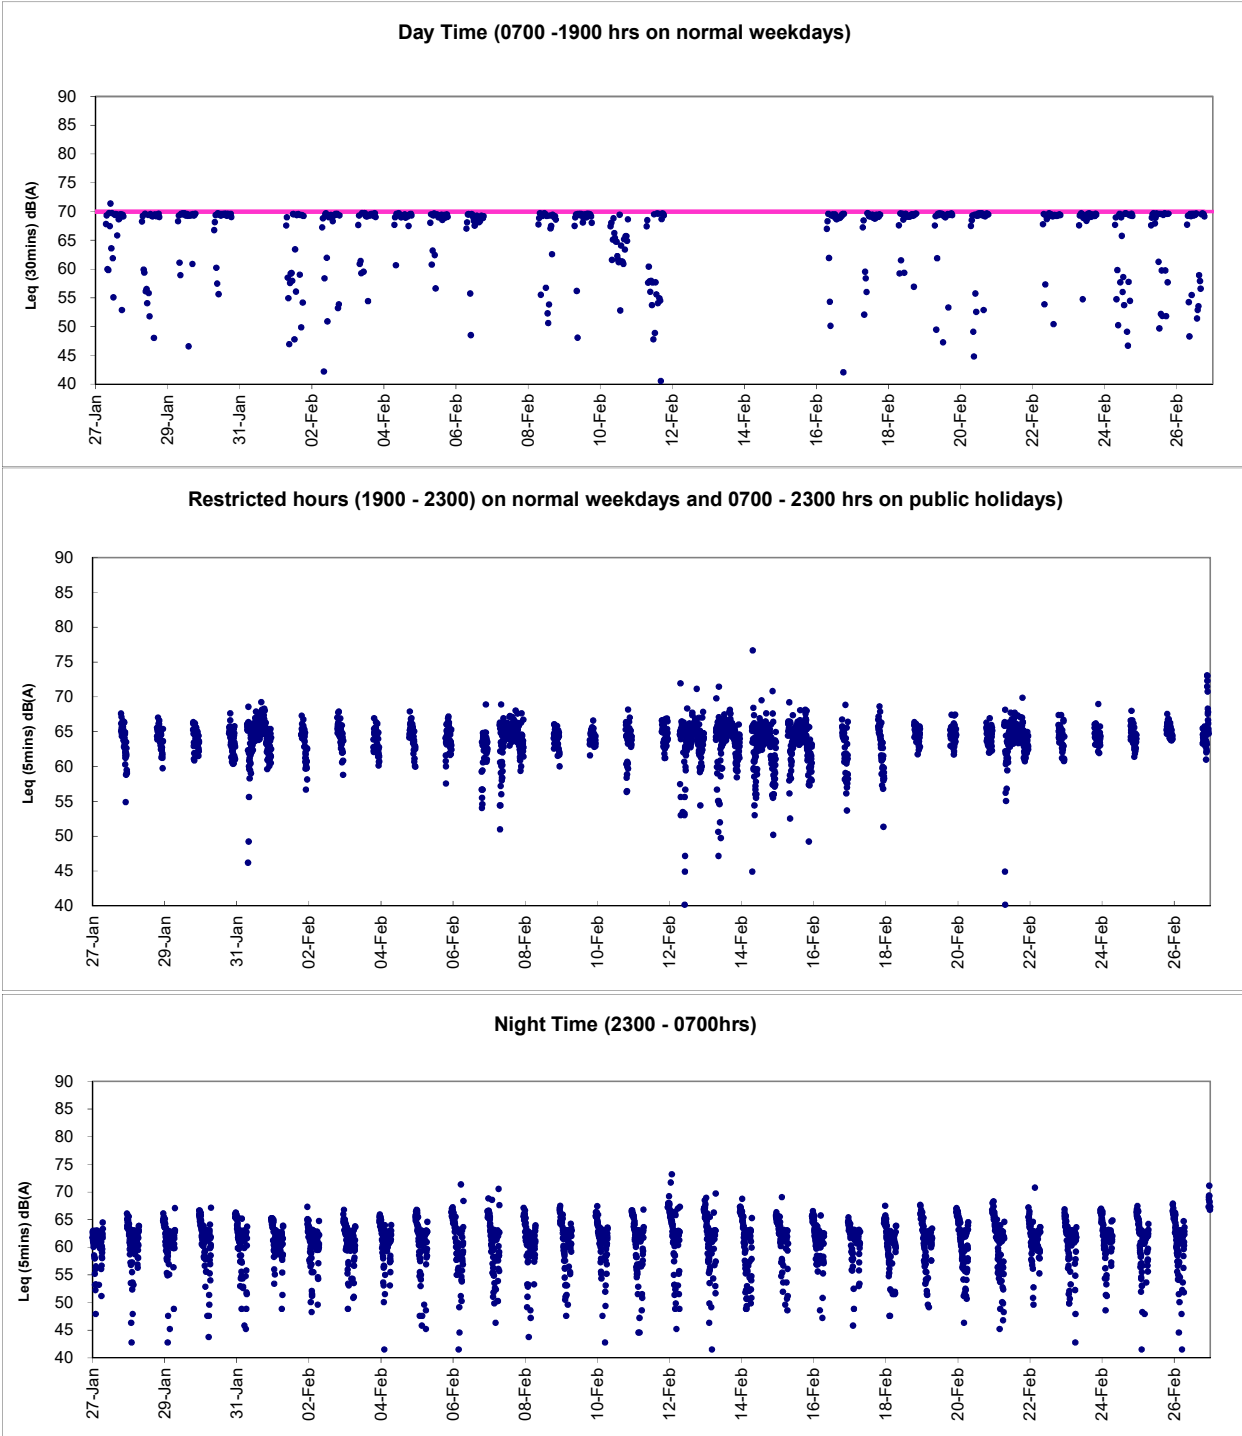 Day Time (0700 -1900 hrs on normal weekdays)
Leq (30mins) dB(A)
90
85
80
75
70
65
60
55
50
45
40
27-Jan
29-Jan
31-Jan
02-Feb
04-Feb
06-Feb
08-Feb
10-Feb
12-Feb
14-Feb
16-Feb
18-Feb
20-Feb
22-Feb
24-Feb
26-Feb
Restricted hours (1900 - 2300) on normal weekdays and 0700 - 2300 hrs on public holidays)
Leq (5mins) dB(A)
90
85
80
75
70
65
60
55
50
45
40
27-Jan
29-Jan
31-Jan
02-Feb
04-Feb
06-Feb
08-Feb
10-Feb
12-Feb
14-Feb
16-Feb
18-Feb
20-Feb
22-Feb
24-Feb
26-Feb
Night Time (2300 - 0700hrs)
Leq (5mins) dB(A)
90
85
80
75
70
65
60
55
50
45
40
27-Jan
29-Jan
31-Jan
02-Feb
04-Feb
06-Feb
08-Feb
10-Feb
12-Feb
14-Feb
16-Feb
18-Feb
20-Feb
22-Feb
24-Feb
26-Feb